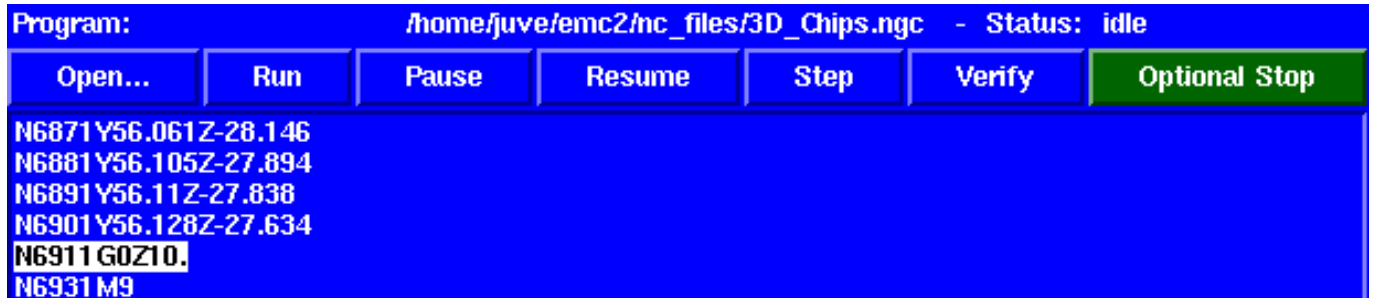 Program: /home/juve/emc2/nc_files/3D_Chips.ngc - Status: idle
Open... Run Pause Resume Step Verify Optional Stop
N6871Y56.061Z-28.146
N6881Y56.105Z-27.894
N6891Y56.11Z-27.838
N6901Y56.128Z-27.634
N6911G0Z10.
N6931M9